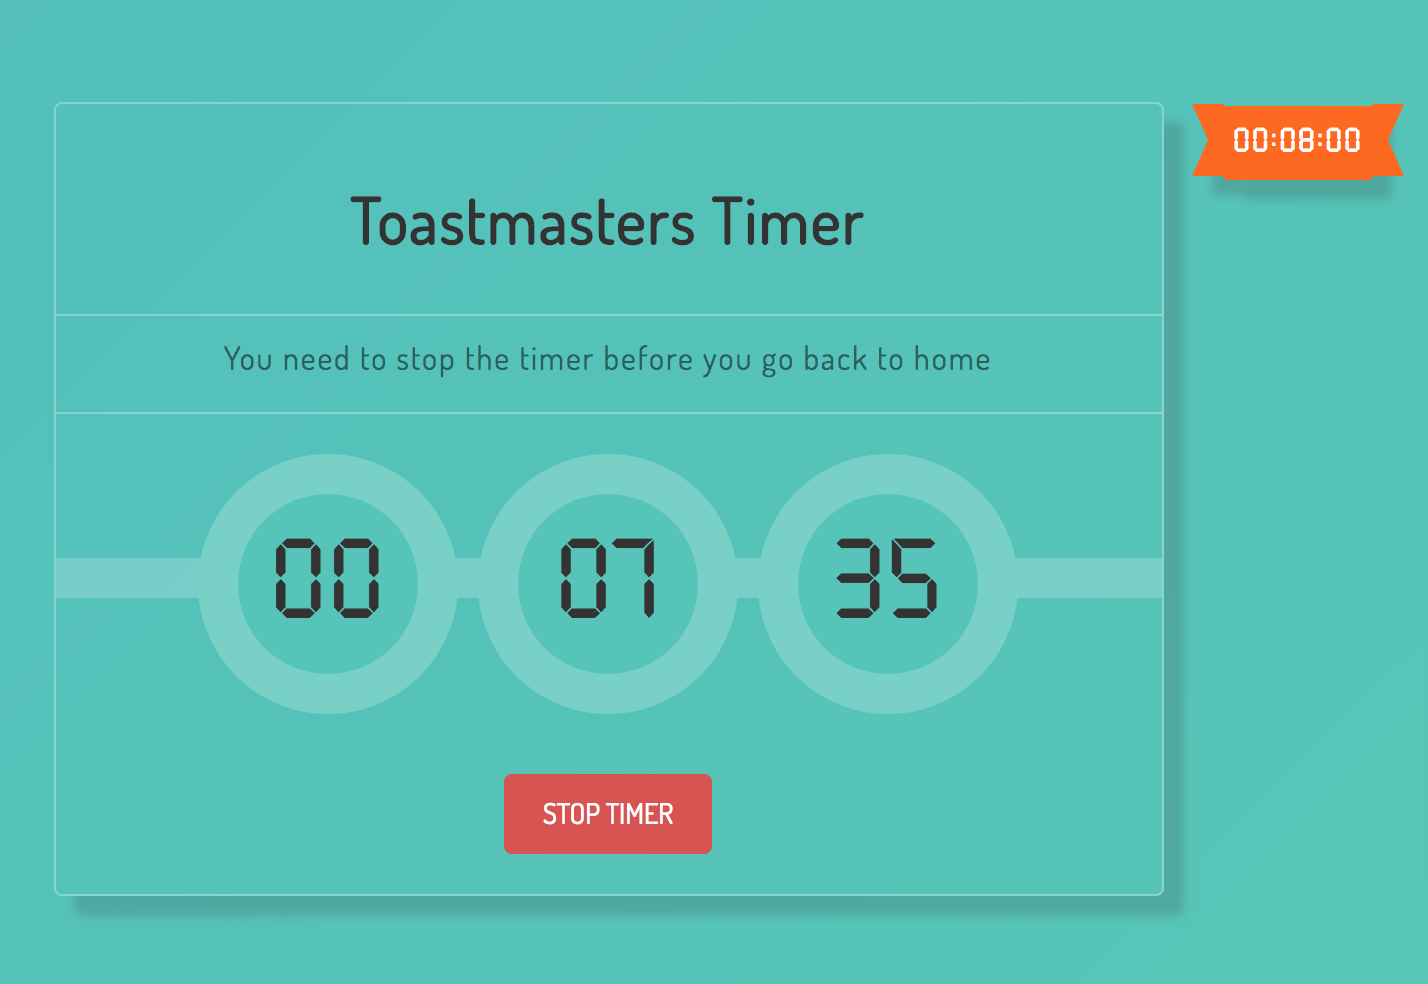 00:08:00
Toastmasters Timer
You need to stop the timer before you go back to home
00 07 35
STOP TIMER